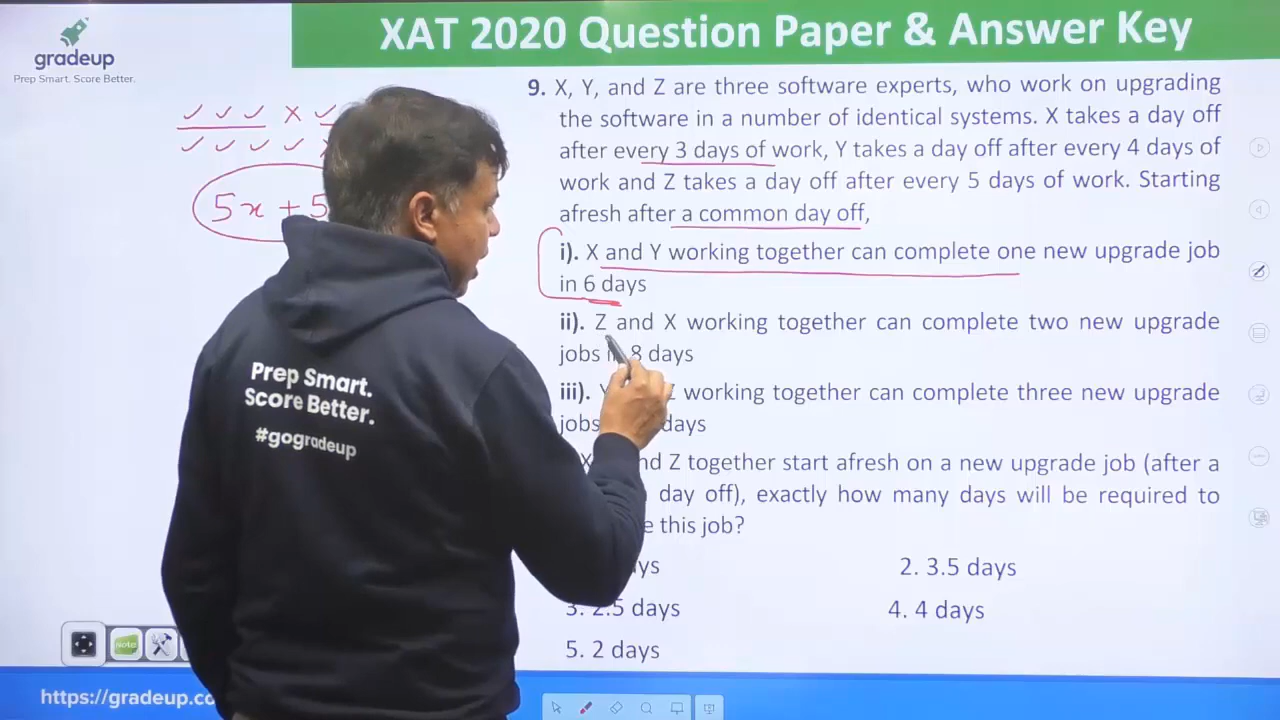 gradeup
Prep Smart. Score Better.
XAT 2020 Question Paper & Answer Key
9. X, Y, and Z are three software experts, who work on upgrading
the software in a number of identical systems. X takes a day off
after every 3 days of work, Y takes a day off after every 4 days of
work and Z takes a day off after every 5 days of work. Starting
afresh after a common day off,
i). X and Y working together can complete one new upgrade job
in 6 days
ii). Z and X working together can complete two new upgrade
jobs 8 days
iii). working together can complete three new upgrade
jobs days
Z together start afresh on a new upgrade job (after a
day off), exactly how many days will be required to
this job?
2. 3.5 days
3. 2.5 days
4. 4 days
5. 2 days
5x + 5
Prep Smart.
Score Better.
#gogradeup
Note
https://gradeup.co